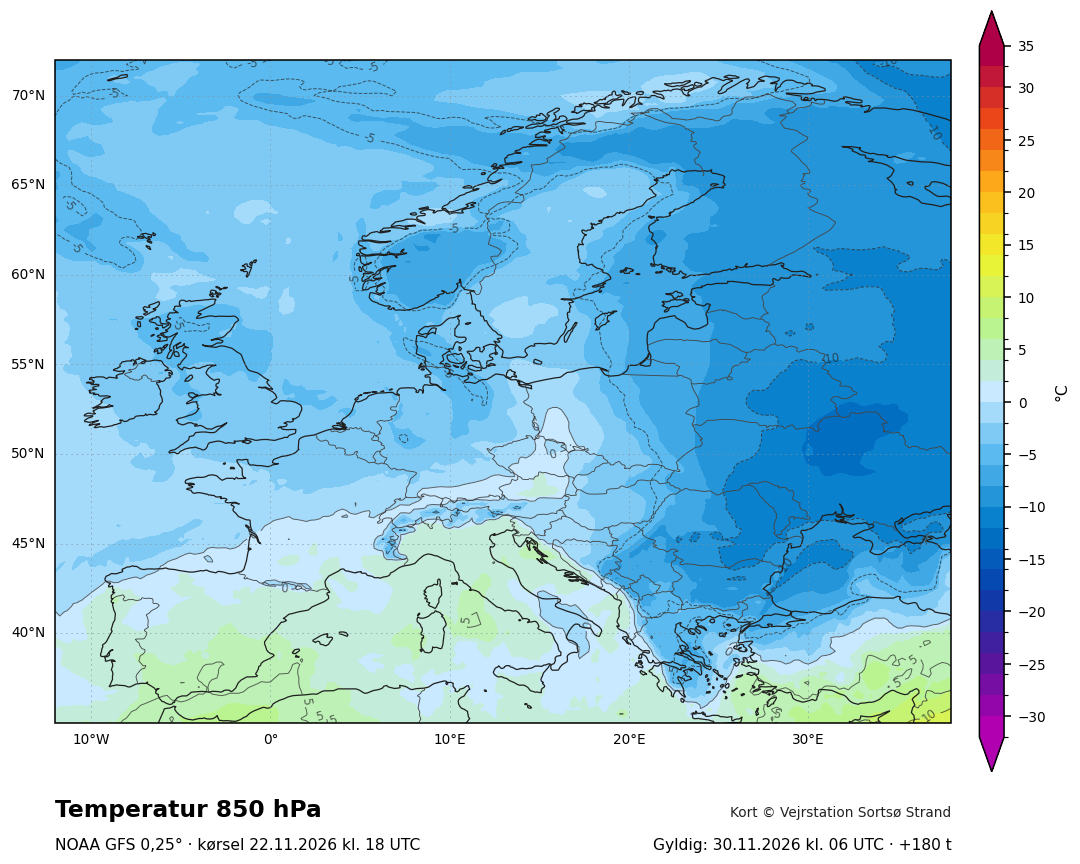 70°N
65°N
60°N
55°N
50°N
45°N
40°N
10°W
0°
10°E
20°E
30°E
35
30
25
20
15
10
5
0
−5
−10
−15
−20
−25
−30
°C
Temperatur 850 hPa
Kort © Vejrstation Sortsø Strand
NOAA GFS 0,25° · kørsel 22.11.2026 kl. 18 UTC
Gyldig: 30.11.2026 kl. 06 UTC · +180 t